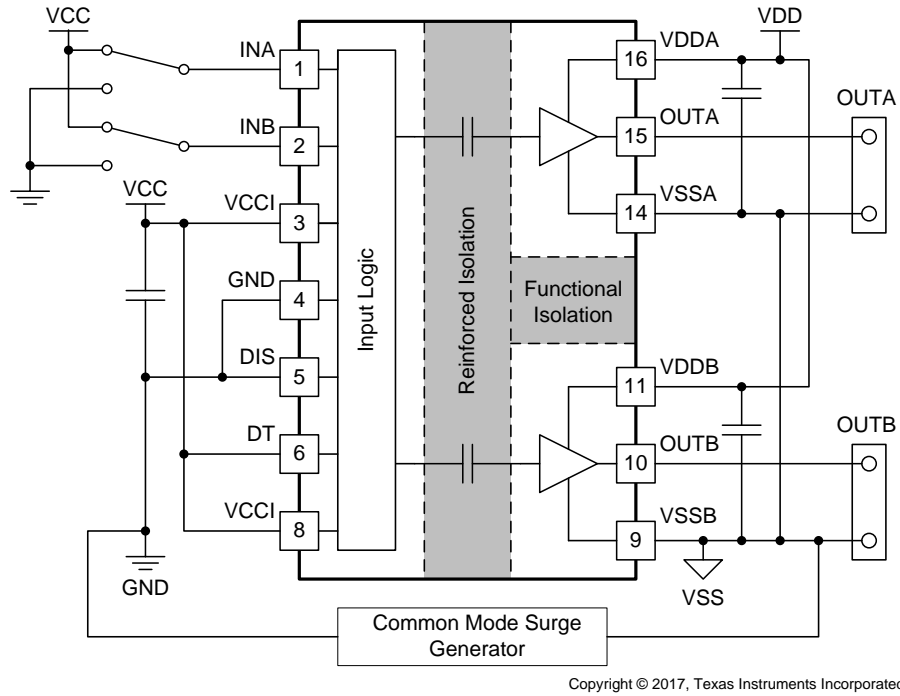 VCC
INA
1
INB
2
VCC
VCCI
3
GND
4
DIS
5
DT
6
VCCI
8
GND
Input Logic
Reinforced Isolation
Functional
Isolation
VDD
VDDA
16
OUTA
15
VSSA
14
OUTA
VDDB
11
OUTB
10
VSSB
9
OUTB
VSS
Common Mode Surge
Generator
Copyright © 2017, Texas Instruments Incorporated